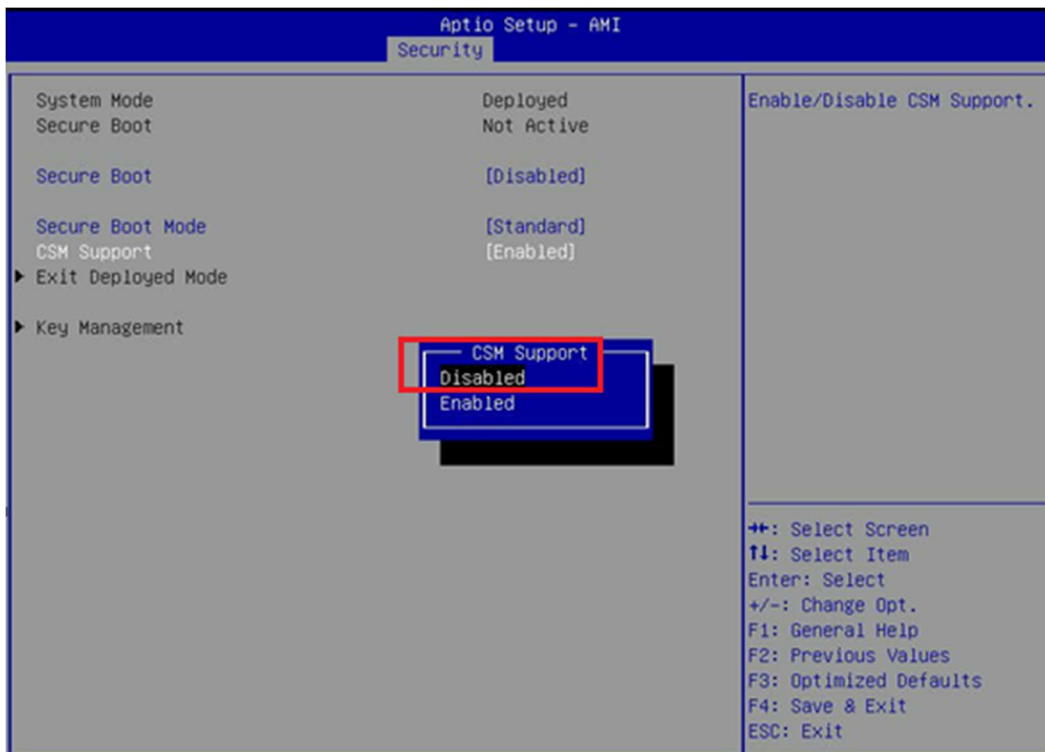 Aptio Setup - AMI
Security
System Mode Deployed
Secure Boot Not Active
Secure Boot [Disabled]
Secure Boot Mode [Standard]
CSM Support [Enabled]
▶ Exit Deployed Mode
▶ Key Management
CSM Support
Disabled
Enabled
Enable/Disable CSM Support.
→←: Select Screen
↑↓: Select Item
Enter: Select
+/-: Change Opt.
F1: General Help
F2: Previous Values
F3: Optimized Defaults
F4: Save & Exit
ESC: Exit